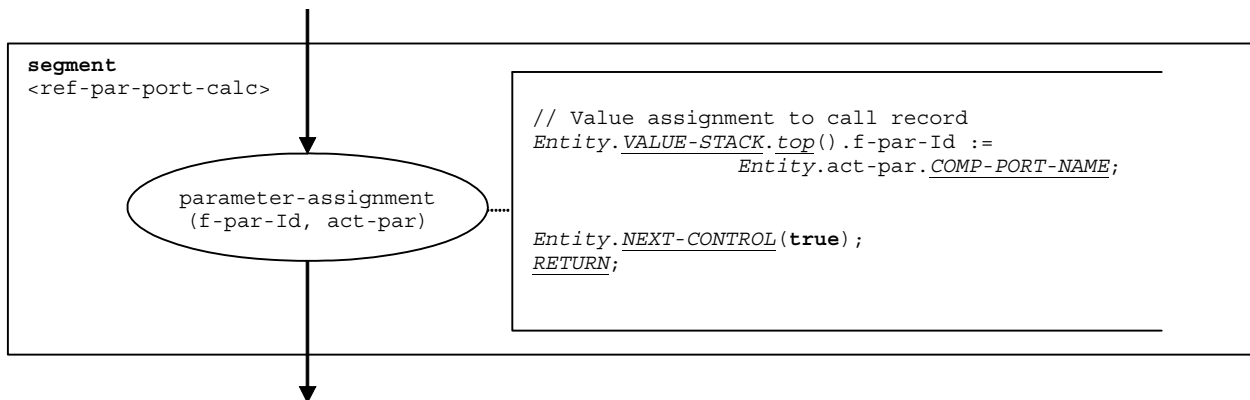 segment
<ref-par-port-calc>
parameter-assignment
(f-par-Id, act-par)
// Value assignment to call record
Entity.VALUE-STACK.top().f-par-Id :=
Entity.act-par.COMP-PORT-NAME;
Entity.NEXT-CONTROL(true);
RETURN;